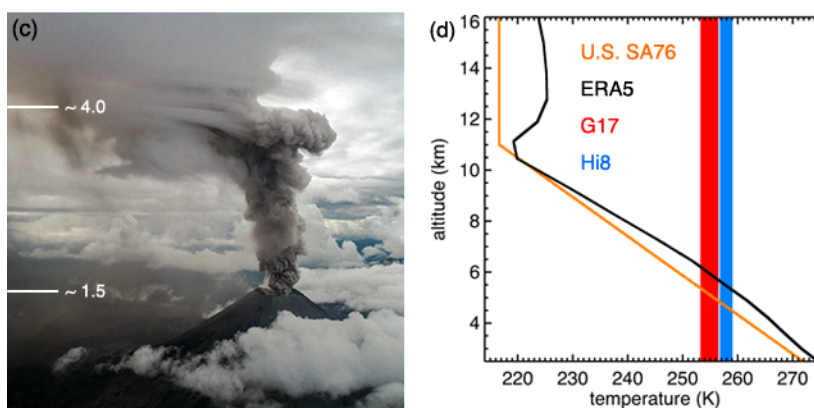 (c)
~ 4.0
~ 1.5
(d)
16
14
12
10
8
6
4
altitude (km)
U.S. SA76
ERA5
G17
Hi8
220 230 240 250 260 270
temperature (K)